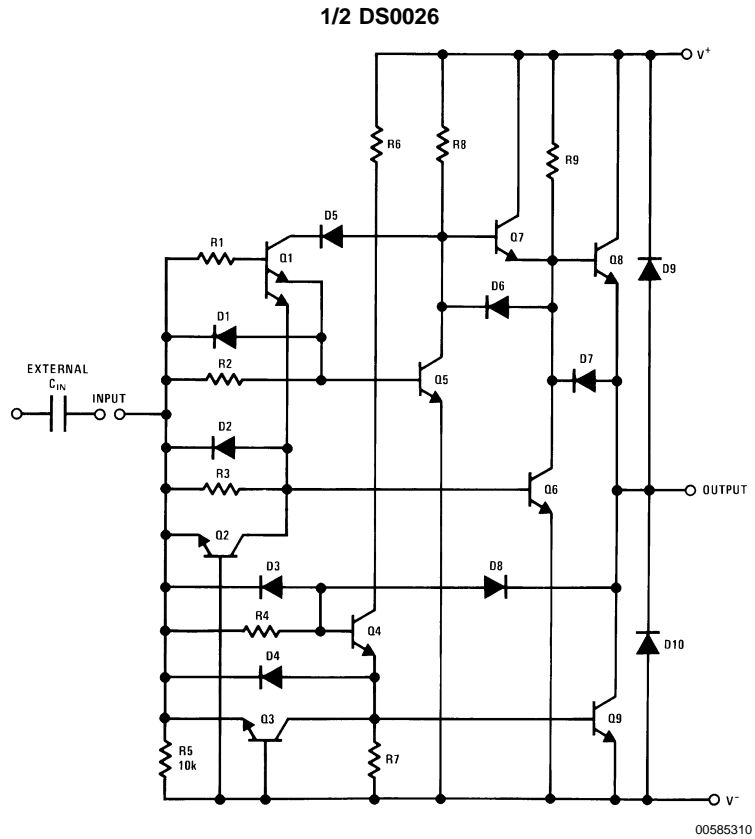 1/2 DS0026
V+
R6
R8
R9
D5
R1
Q1
Q7
Q8
D9
D6
D1
EXTERNAL
CIN
INPUT
R2
Q5
D7
D2
R3
Q6
OUTPUT
Q2
D3
D8
R4
Q4
D4
D10
Q3
Q9
R5
10k
R7
V-
00585310